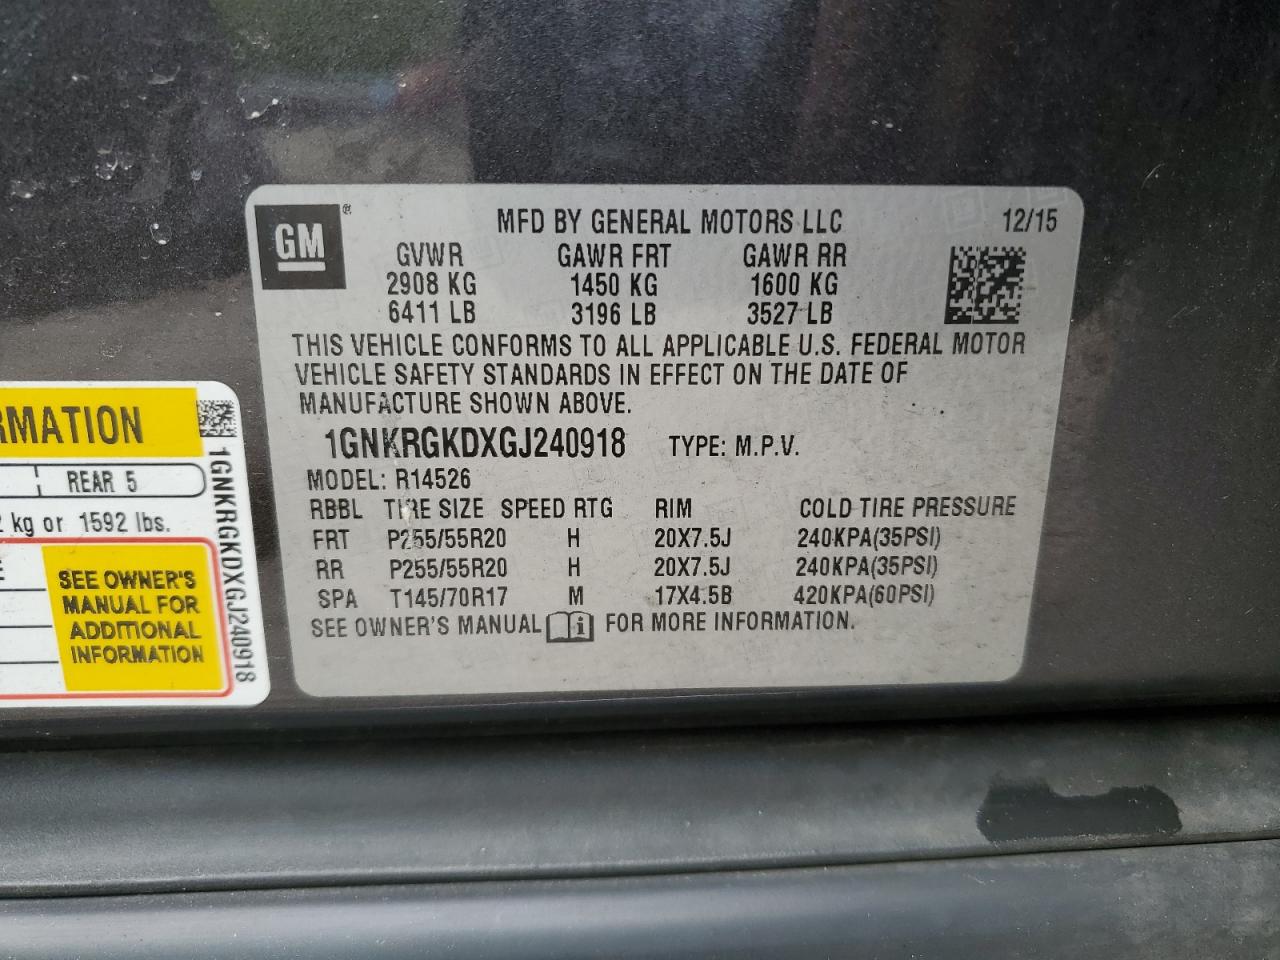 GM ®
MFD BY GENERAL MOTORS LLC 12/15
GVWR GAWR FRT GAWR RR
2908 KG 1450 KG 1600 KG
6411 LB 3196 LB 3527 LB
THIS VEHICLE CONFORMS TO ALL APPLICABLE U.S. FEDERAL MOTOR
VEHICLE SAFETY STANDARDS IN EFFECT ON THE DATE OF
MANUFACTURE SHOWN ABOVE.
1GNKRGKDXGJ240918 TYPE: M.P.V.
MODEL: R14526
RBBL TIRE SIZE SPEED RTG RIM COLD TIRE PRESSURE
FRT P255/55R20 H 20X7.5J 240KPA(35PSI)
RR P255/55R20 H 20X7.5J 240KPA(35PSI)
SPA T145/70R17 M 17X4.5B 420KPA(60PSI)
SEE OWNER'S MANUAL i FOR MORE INFORMATION.
RMATION
REAR 5
2 kg or 1592 lbs.
SEE OWNER'S
MANUAL FOR
ADDITIONAL
INFORMATION
1GNKRGKDXGJ240918